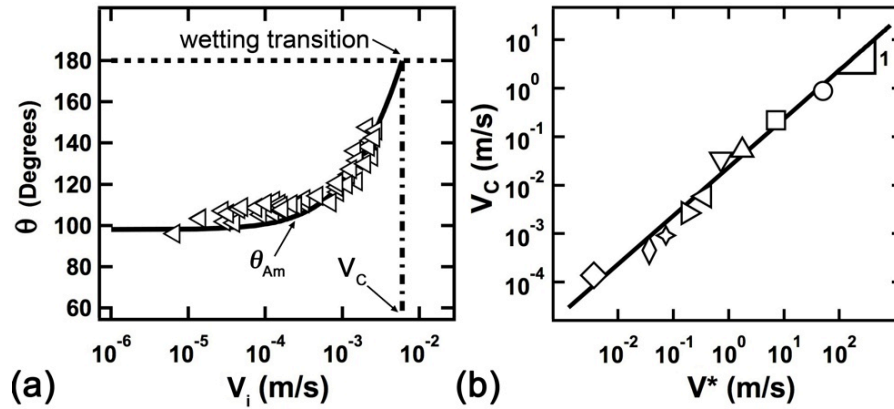 wetting transition
180
160
140
120
100
80
60
θ (Degrees)
θAm
VC
10-6
10-5
10-4
10-3
10-2
Vi (m/s)
(a)
101
100
10-1
10-2
10-3
10-4
VC (m/s)
1
10-2
10-1
100
101
102
V* (m/s)
(b)